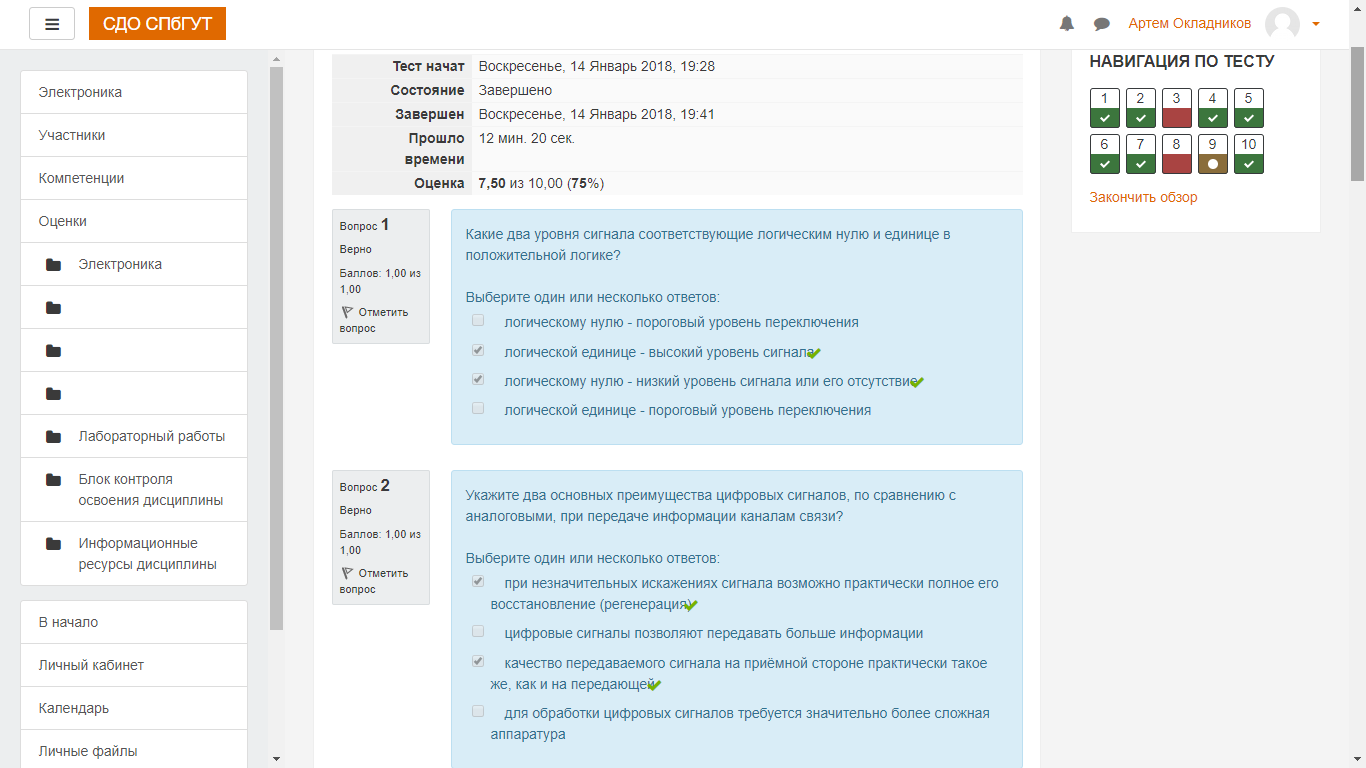 СДО СПбГУТ
Артем Окладников
Электроника
Участники
Компетенции
Оценки
Электроника
Лабораторный работы
Блок контроля
освоения дисциплины
Информационные
ресурсы дисциплины
В начало
Личный кабинет
Календарь
Личные файлы
Тест начат Воскресенье, 14 Январь 2018, 19:28
Состояние Завершено
Завершен Воскресенье, 14 Январь 2018, 19:41
Прошло 12 мин. 20 сек.
времени
Оценка 7,50 из 10,00 (75%)
Вопрос 1
Верно
Баллов: 1,00 из
1,00
Отметить
вопрос
Какие два уровня сигнала соответствующие логическим нулю и единице в
положительной логике?
Выберите один или несколько ответов:
логическому нулю - пороговый уровень переключения
логической единице - высокий уровень сигнала
логическому нулю - низкий уровень сигнала или его отсутствие
логической единице - пороговый уровень переключения
Вопрос 2
Верно
Баллов: 1,00 из
1,00
Отметить
вопрос
Укажите два основных преимущества цифровых сигналов, по сравнению с
аналоговыми, при передаче информации каналам связи?
Выберите один или несколько ответов:
при незначительных искажениях сигнала возможно практически полное его
восстановление (регенерация)
цифровые сигналы позволяют передавать больше информации
качество передаваемого сигнала на приёмной стороне практически такое
же, как и на передающей
для обработки цифровых сигналов требуется значительно более сложная
аппаратура
НАВИГАЦИЯ ПО ТЕСТУ
1 2 3 4 5
6 7 8 9 10
Закончить обзор